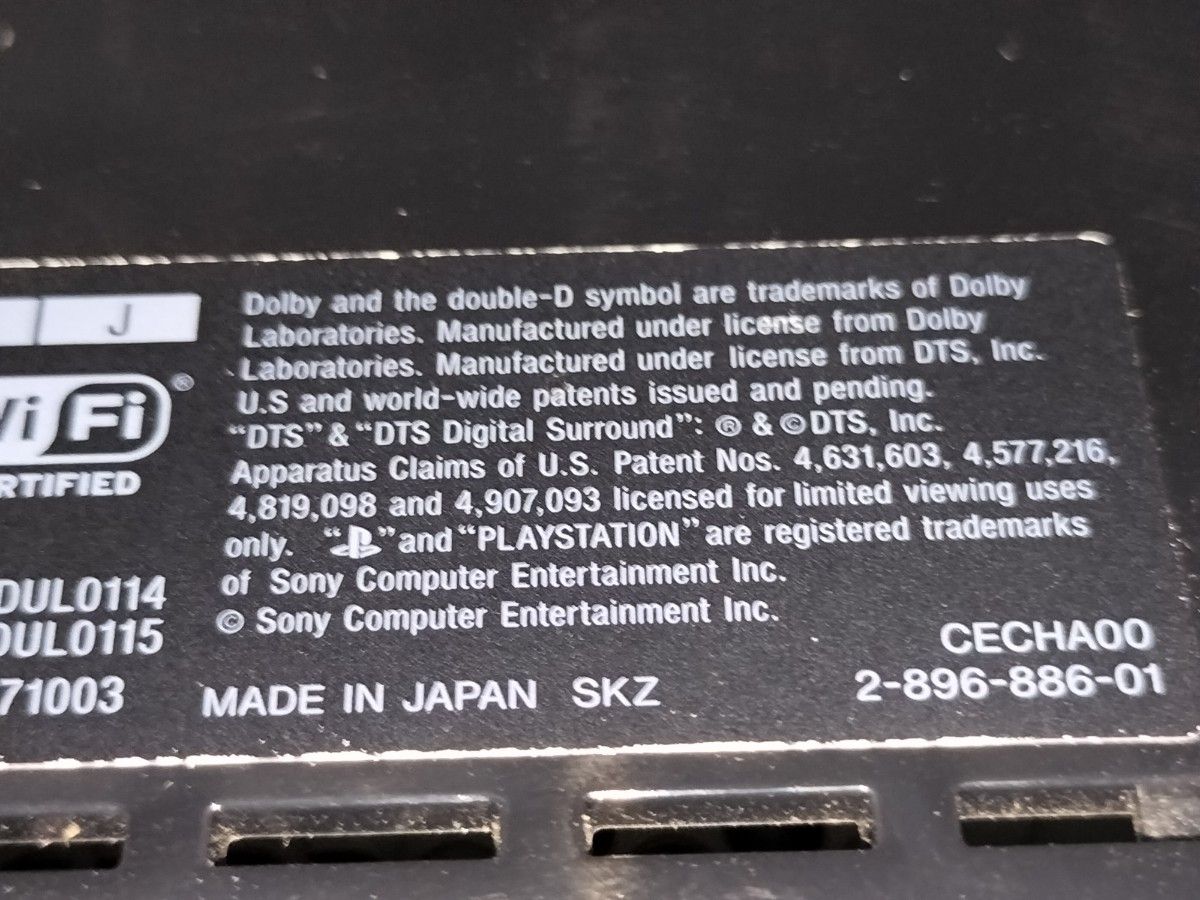 J
Dolby and the double-D symbol are trademarks of Dolby
Laboratories. Manufactured under license from Dolby
Laboratories. Manufactured under license from DTS, Inc.
U.S and world-wide patents issued and pending.
“DTS” & “DTS Digital Surround”: ® & © DTS, Inc.
Apparatus Claims of U.S. Patent Nos. 4,631,603, 4,577,216,
4,819,098 and 4,907,093 licensed for limited viewing uses
only. “PS” and “PLAYSTATION” are registered trademarks
of Sony Computer Entertainment Inc.
© Sony Computer Entertainment Inc.
Wi Fi ®
RTIFIED
DUL0114
DUL0115
71003
MADE IN JAPAN SKZ
CECHA00
2-896-886-01